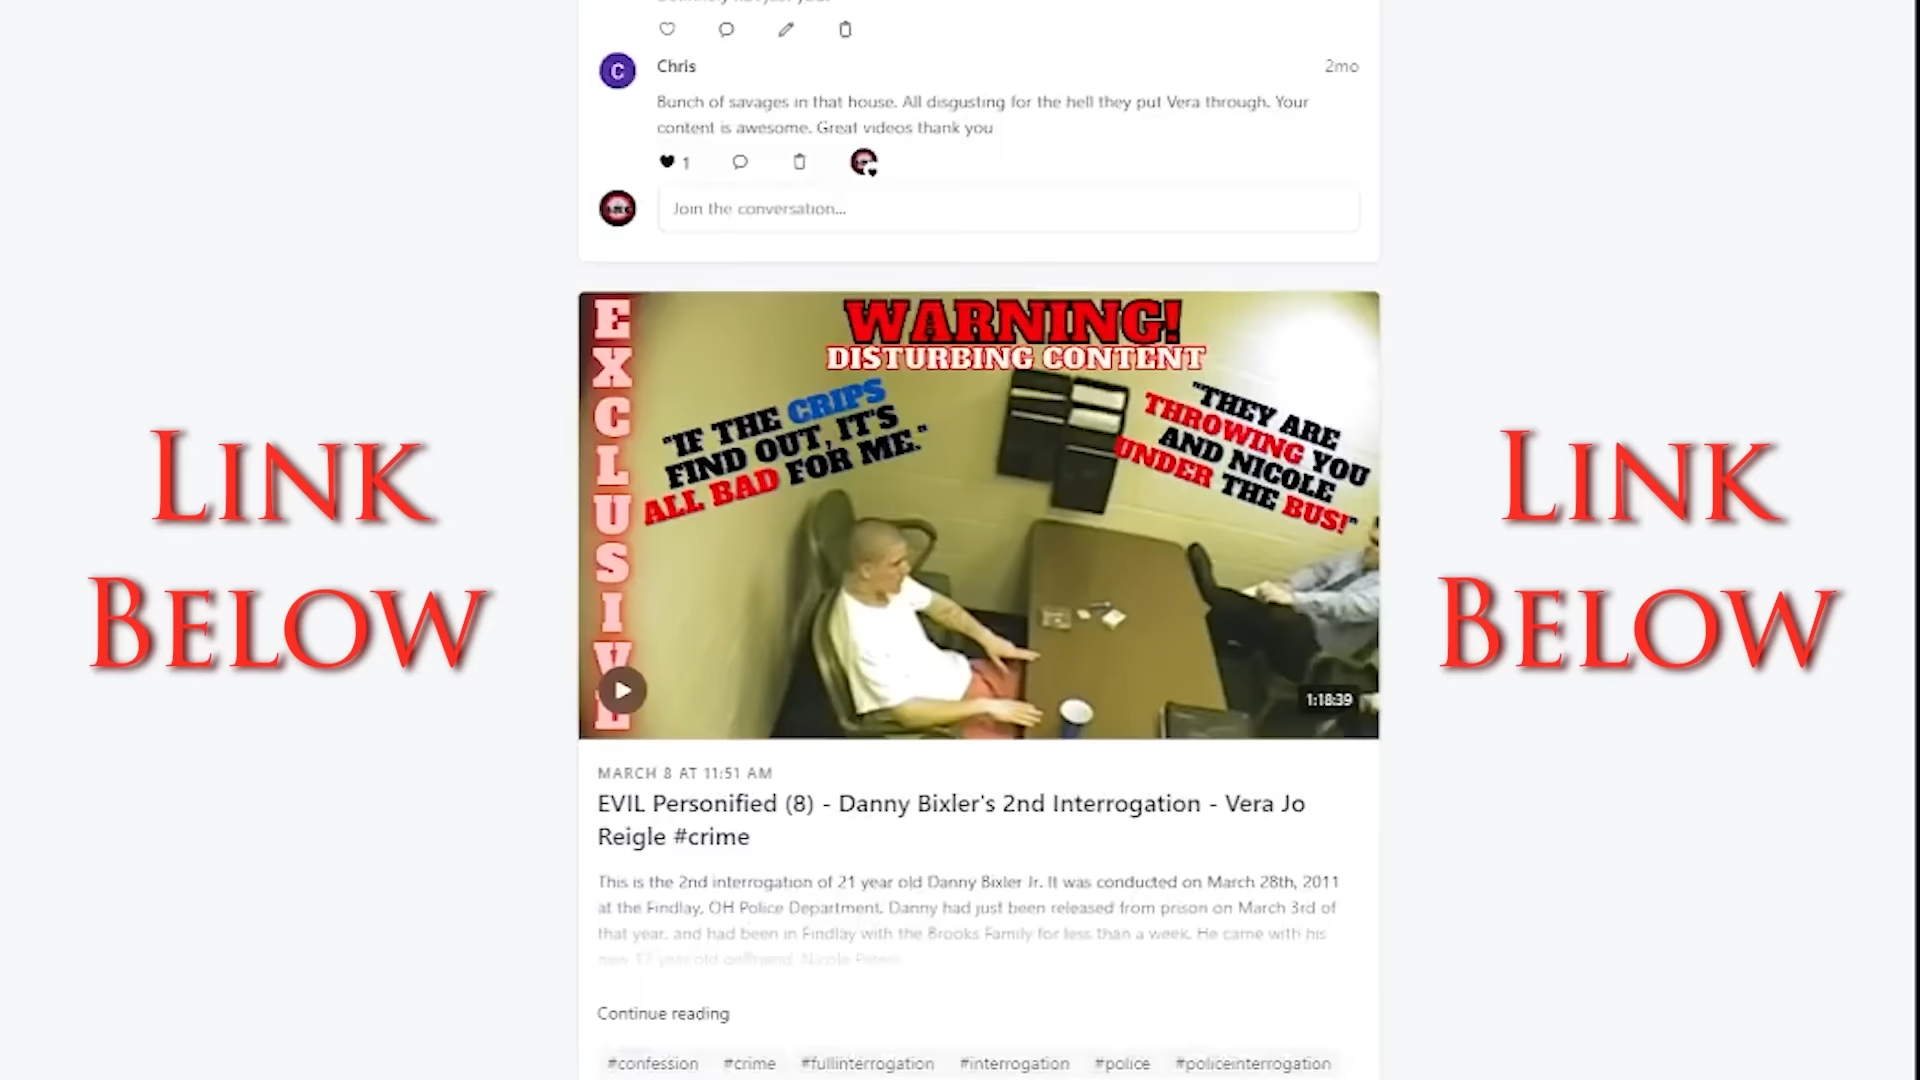 Chris
2mo
Bunch of savages in that house. All disgusting for the hell they put Vera through. Your
content is awesome. Great videos thank you
1
Join the conversation...
LINK
BELOW
EXCLUSIVE
WARNING!
DISTURBING CONTENT
"IF THE CRIPS
FIND OUT, IT'S
ALL BAD FOR ME."
"THEY ARE
THROWING YOU
AND NICOLE
UNDER THE BUS!"
1:18:39
LINK
BELOW
MARCH 8 AT 11:51 AM
EVIL Personified (8) - Danny Bixler's 2nd Interrogation - Vera Jo
Reigle #crime
This is the 2nd interrogation of 21 year old Danny Bixler Jr. It was conducted on March 28th, 2011
at the Findlay, OH Police Department. Danny had just been released from prison on March 3rd of
that year, and had been in Findlay with the Brooks Family for less than a week. He came with his
new 17 year old girlfriend, Nicole
Continue reading
#confession #crime #fullinterrogation #interrogation #police #policeinterrogation